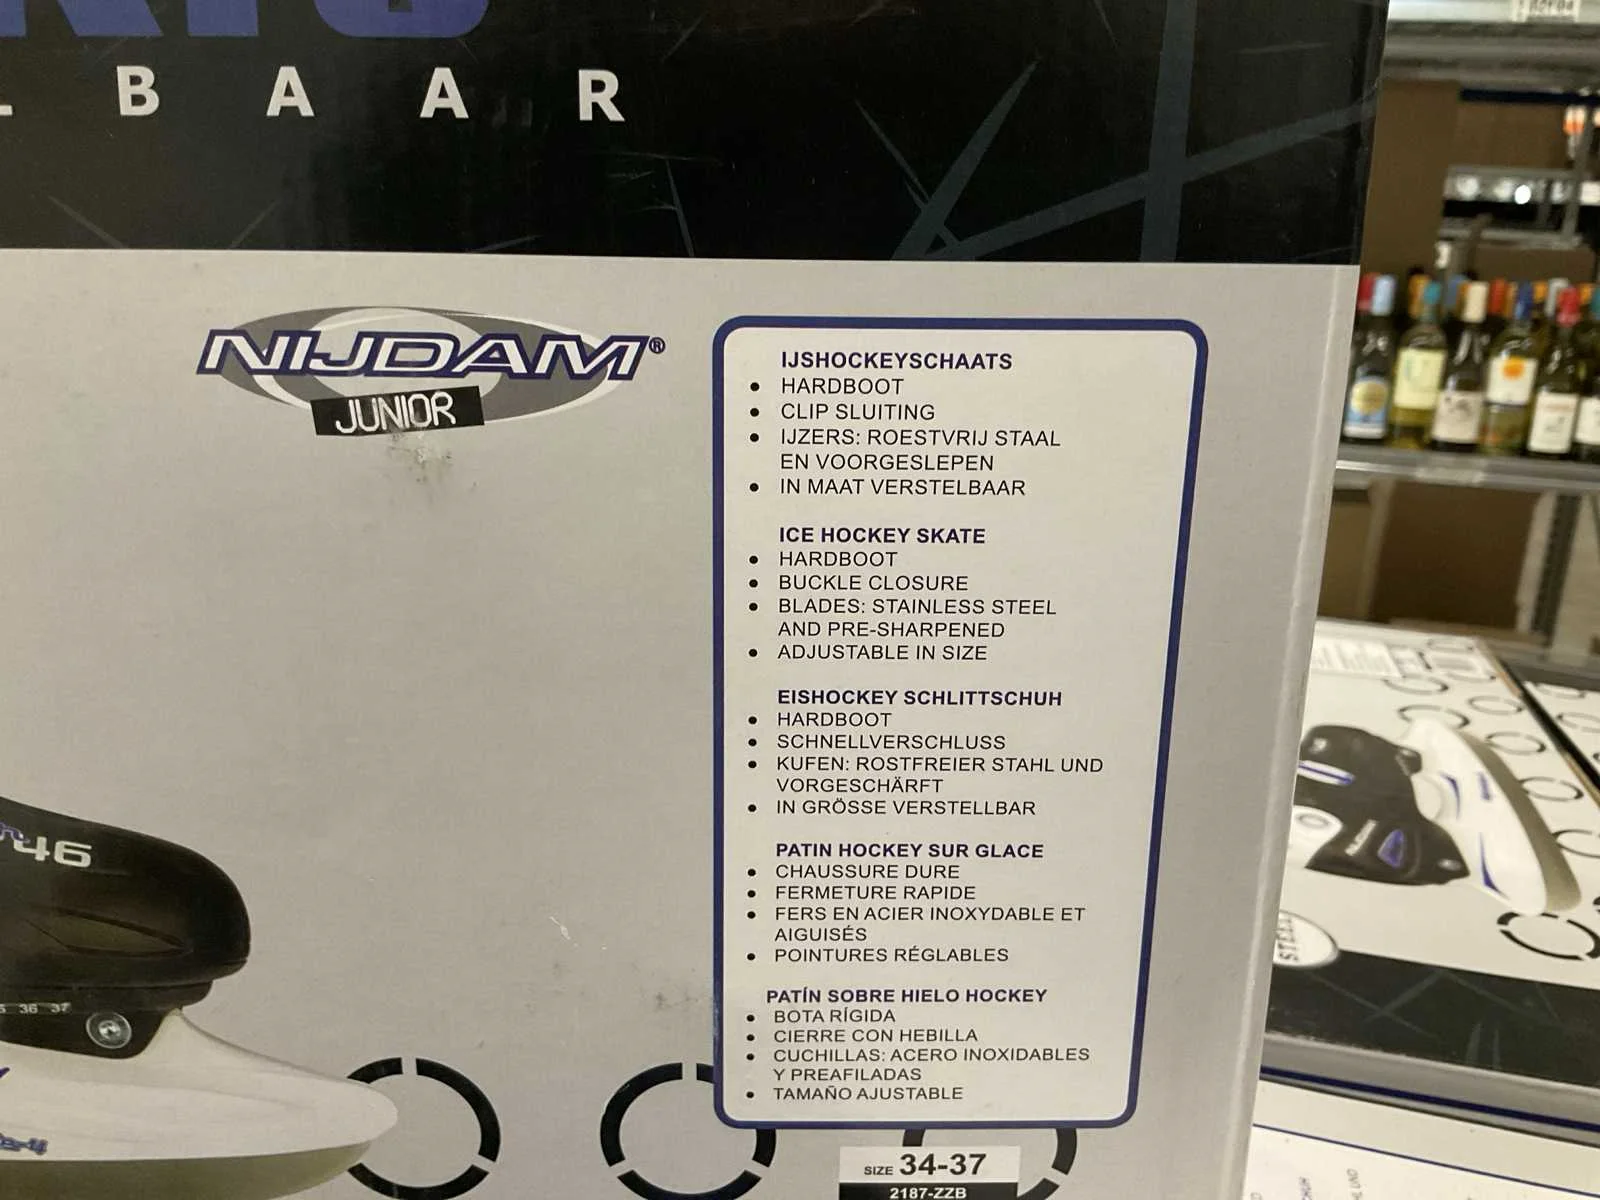 BAAR
NIJDAM®
JUNIOR
IJSHOCKEYSCHAATS
• HARDBOOT
• CLIP SLUITING
• IJZERS: ROESTVRIJ STAAL
EN VOORGESLEPEN
• IN MAAT VERSTELBAAR
ICE HOCKEY SKATE
• HARDBOOT
• BUCKLE CLOSURE
• BLADES: STAINLESS STEEL
AND PRE-SHARPENED
• ADJUSTABLE IN SIZE
EISHOCKEY SCHLITTSCHUH
• HARDBOOT
• SCHNELLVERSCHLUSS
• KUFEN: ROSTFREIER STAHL UND
VORGESCHÄRFT
• IN GRÖSSE VERSTELLBAR
PATIN HOCKEY SUR GLACE
• CHAUSSURE DURE
• FERMETURE RAPIDE
• FERS EN ACIER INOXYDABLE ET
AIGUISÉS
• POINTURES RÉGLABLES
PATÍN SOBRE HIELO HOCKEY
• BOTA RÍGIDA
• CIERRE CON HEBILLA
• CUCHILLAS: ACERO INOXIDABLES
Y PREAFILADAS
• TAMAÑO AJUSTABLE
46
36 37
SIZE 34-37
2187-ZZB